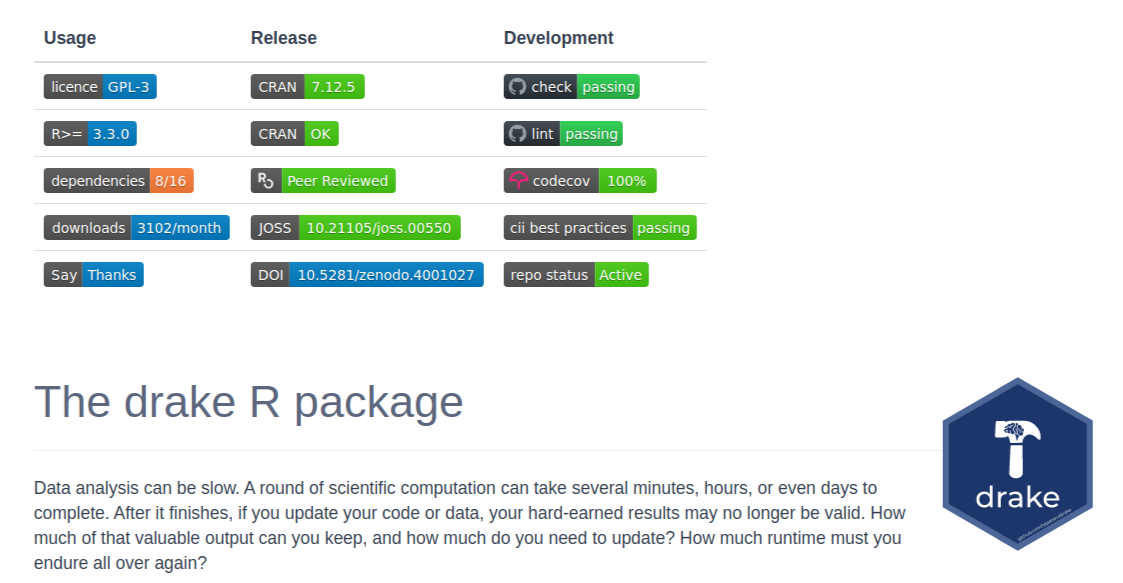 Usage Release Development
licence GPL-3 CRAN 7.12.5 check passing
R>= 3.3.0 CRAN OK lint passing
dependencies 8/16 R Peer Reviewed codecov 100%
downloads 3102/month JOSS 10.21105/joss.00550 cii best practices passing
Say Thanks DOI 10.5281/zenodo.4001027 repo status Active
The drake R package
drake
Data analysis can be slow. A round of scientific computation can take several minutes, hours, or even days to
complete. After it finishes, if you update your code or data, your hard-earned results may no longer be valid. How
much of that valuable output can you keep, and how much do you need to update? How much runtime must you
endure all over again?